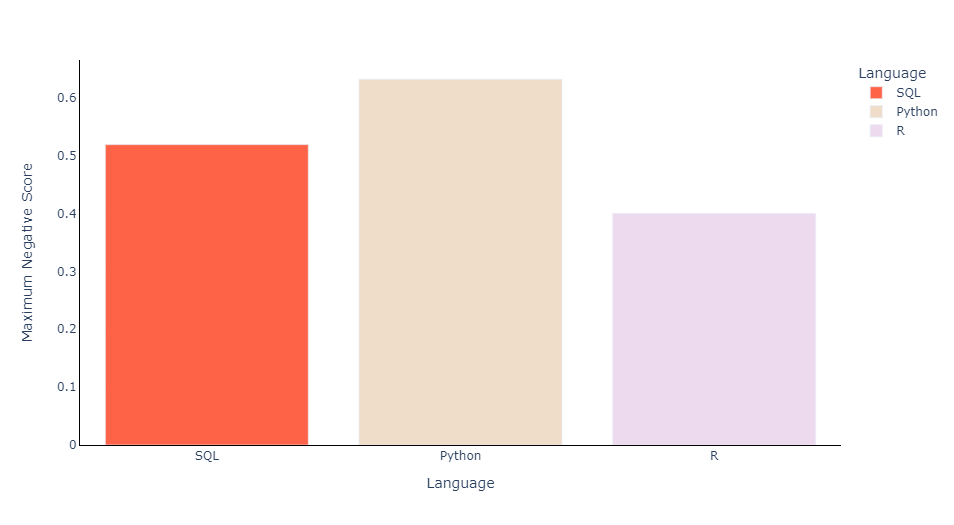 Maximum Negative Score
0.6
0.5
0.4
0.3
0.2
0.1
0
SQL Python R
Language
Language
SQL
Python
R